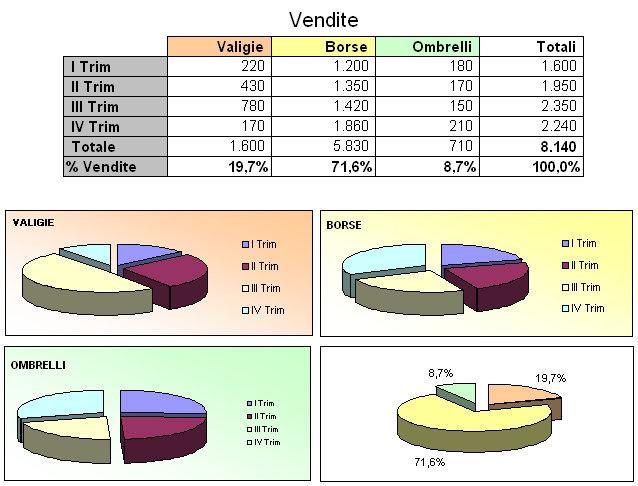 Vendite
Valigie Borse Ombrelli Totali
I Trim 220 1.200 180 1.600
II Trim 430 1.350 170 1.950
III Trim 780 1.420 150 2.350
IV Trim 170 1.860 210 2.240
Totale 1.600 5.830 710 8.140
% Vendite 19,7% 71,6% 8,7% 100,0%
VALIGIE
I Trim
II Trim
III Trim
IV Trim
BORSE
I Trim
II Trim
III Trim
IV Trim
OMBRELLI
I Trim
II Trim
III Trim
IV Trim
8,7%
19,7%
71,6%